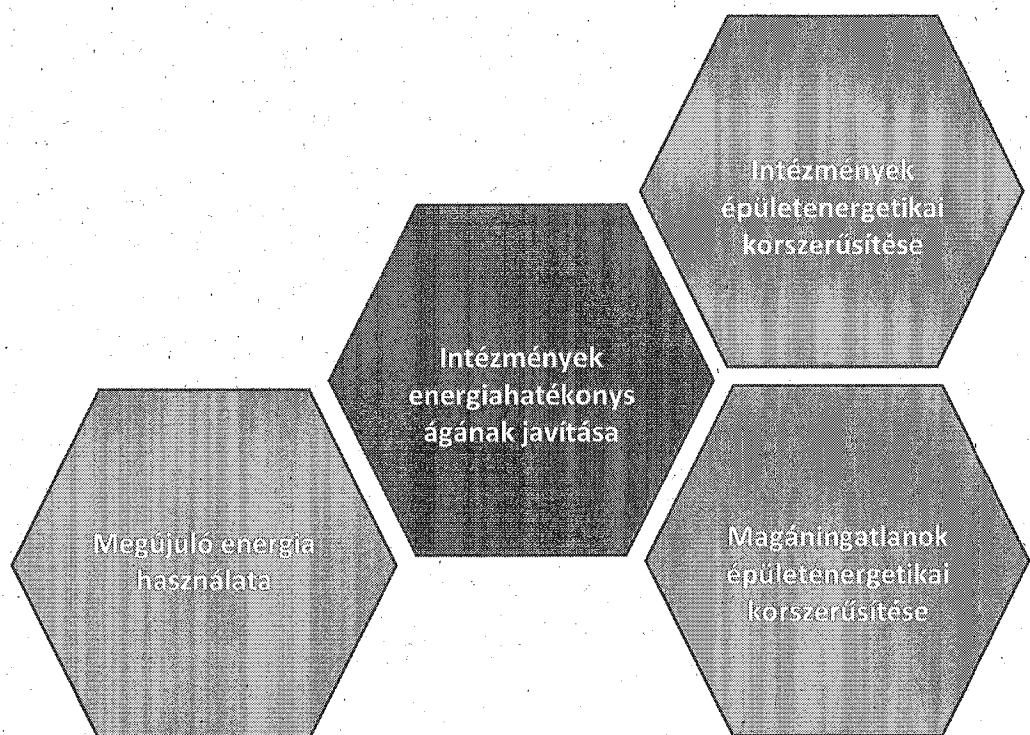 Intézmények
épületenergetikai
korszerűsítése
Intézmények
energiahatékonys
ágának javítása
Megújuló energia
használata
Magáningatlanok
épületenergetikai
korszerűsítése